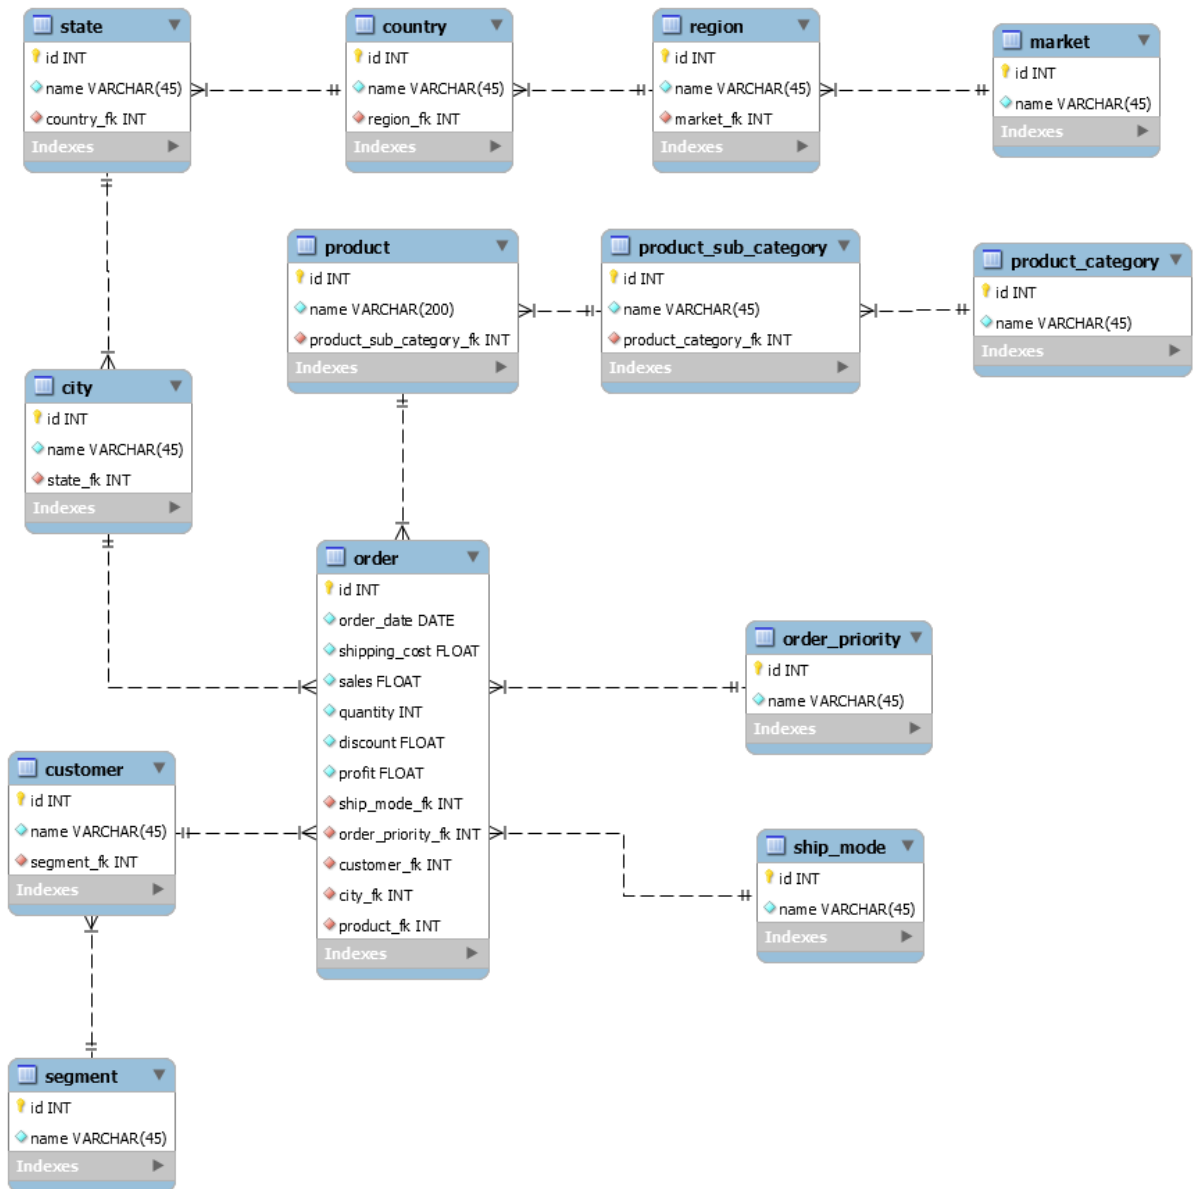 state
id INT
name VARCHAR(45)
country_fk INT
Indexes
country
id INT
name VARCHAR(45)
region_fk INT
Indexes
region
id INT
name VARCHAR(45)
market_fk INT
Indexes
market
id INT
name VARCHAR(45)
Indexes
product
id INT
name VARCHAR(200)
product_sub_category_fk INT
Indexes
product_sub_category
id INT
name VARCHAR(45)
product_category_fk INT
Indexes
product_category
id INT
name VARCHAR(45)
Indexes
city
id INT
name VARCHAR(45)
state_fk INT
Indexes
order
id INT
order_date DATE
shipping_cost FLOAT
sales FLOAT
quantity INT
discount FLOAT
profit FLOAT
ship_mode_fk INT
order_priority_fk INT
customer_fk INT
city_fk INT
product_fk INT
Indexes
order_priority
id INT
name VARCHAR(45)
Indexes
customer
id INT
name VARCHAR(45)
segment_fk INT
Indexes
ship_mode
id INT
name VARCHAR(45)
Indexes
segment
id INT
name VARCHAR(45)
Indexes